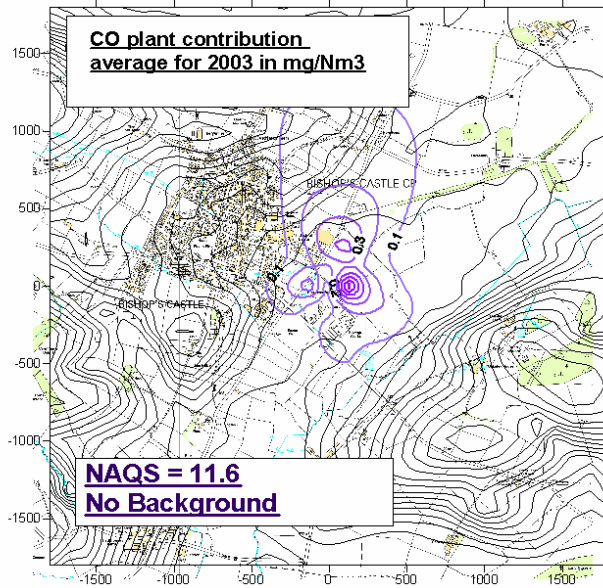 CO plant contribution
average for 2003 in mg/Nm3
1500
1000
500
0
-500
-1000
-1500
BISHOP'S CASTLE CP
0.3
0.1
BISHOP'S CASTLE
NAQS = 11.6
No Background
-1500 -1000 -500 0 500 1000 1500